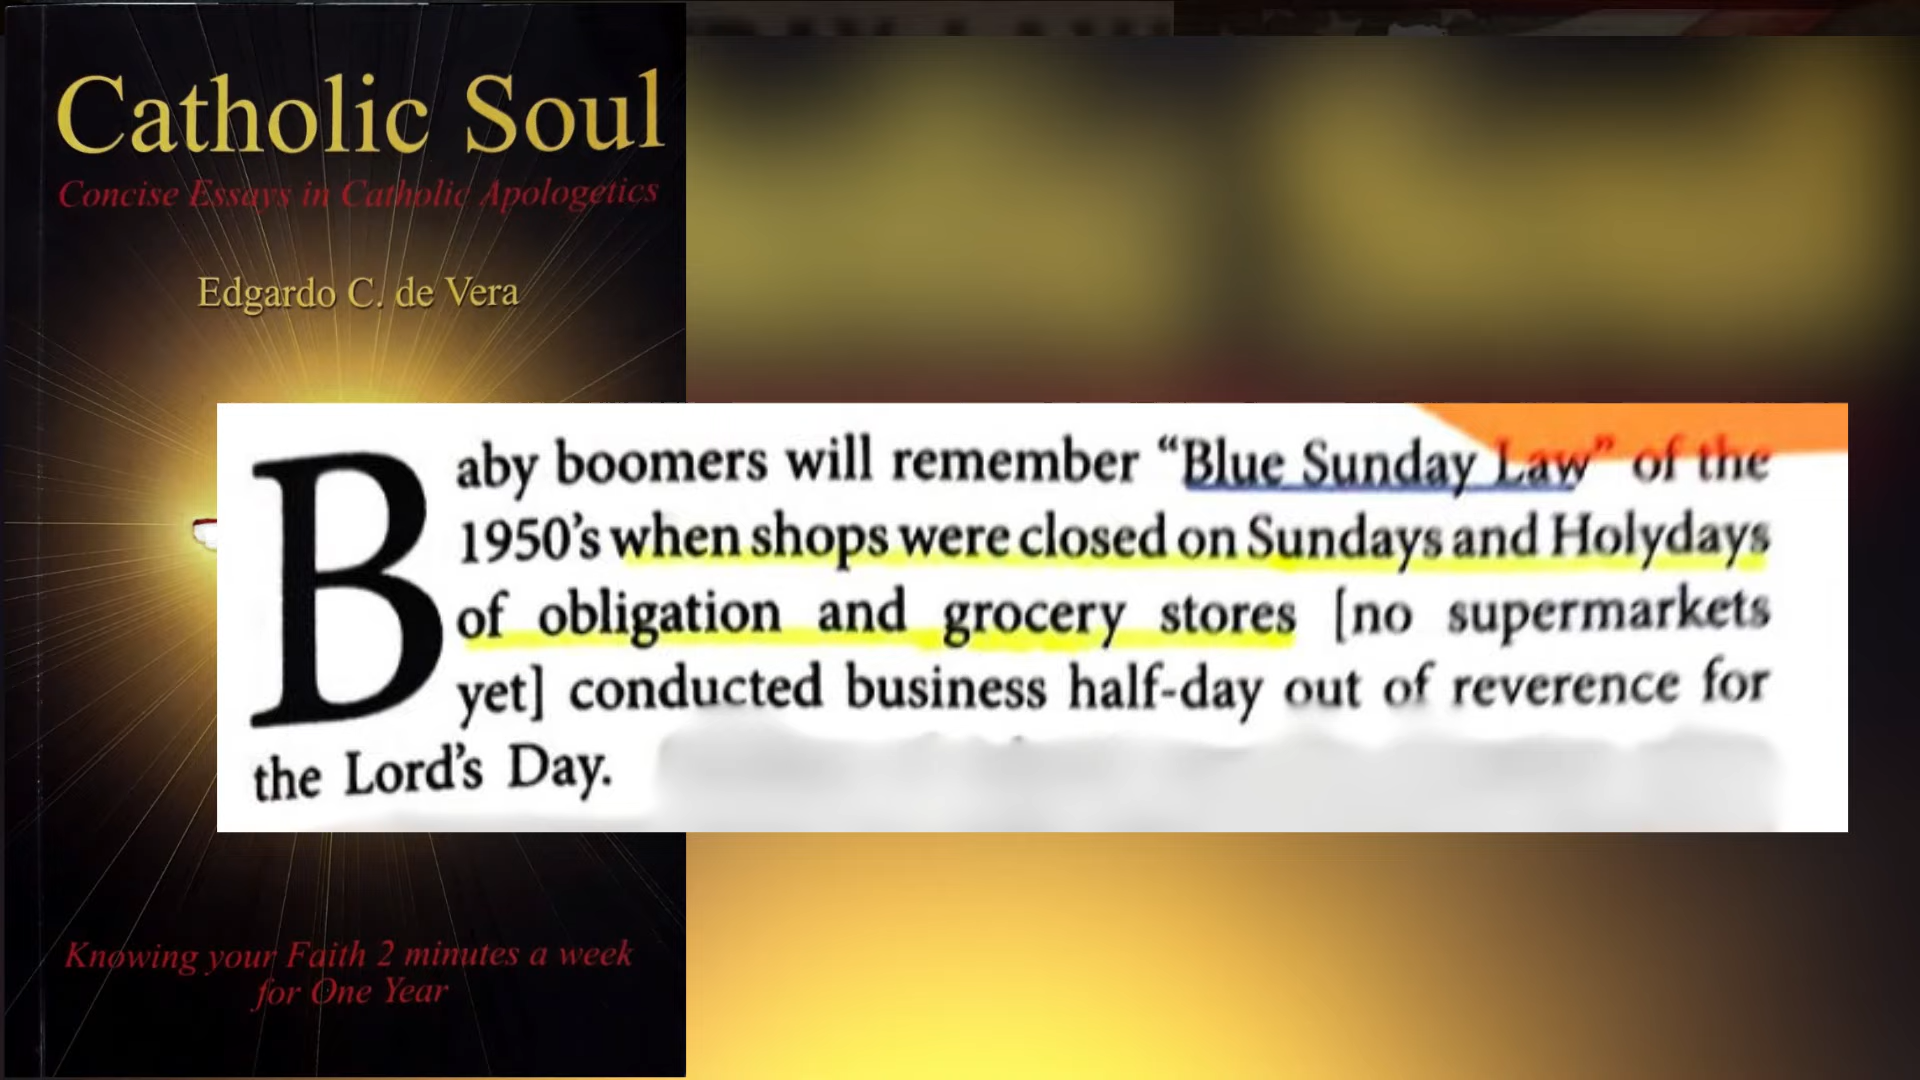 Catholic Soul
Concise Essays in Catholic Apologetics
Edgardo C. de Vera
Baby boomers will remember “Blue Sunday Law” of the
1950’s when shops were closed on Sundays and Holydays
of obligation and grocery stores [no supermarkets
yet] conducted business half-day out of reverence for
the Lord’s Day.
Knowing your Faith 2 minutes a week
for One Year